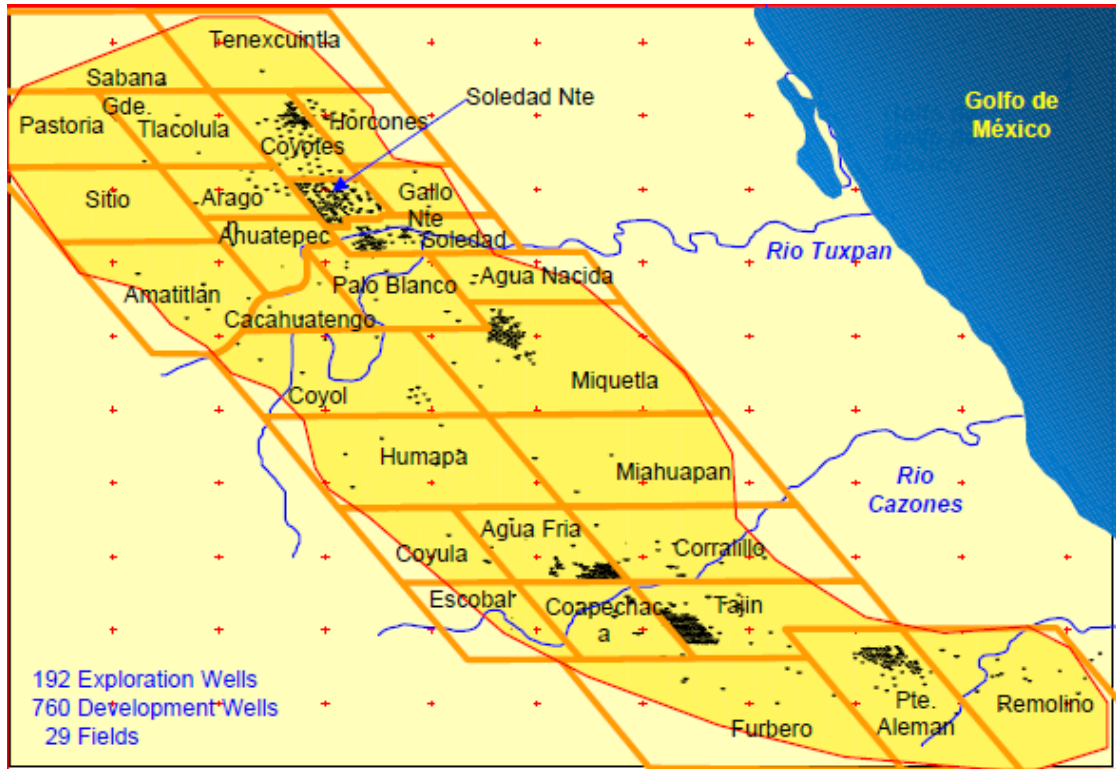 Tenexcuintla
Sabana
Gde.
Soledad Nte
Golfo de
México
Pastoria
Tlacolula
Horcones
Coyotes
Sitio
Arago
Gallo
Nte
Ahuatepec
Soledad
Rio Tuxpan
Amatitlán
Palo Blanco
Agua Nacida
Cacahuatengo
Coyol
Miquetla
Humapa
Miahuapan
Rio
Cazones
Agua Fria
Coyula
Corralillo
Escobal
Coapechac
a
Tajin
192 Exploration Wells
760 Development Wells
29 Fields
Furbero
Pte.
Aleman
Remolino